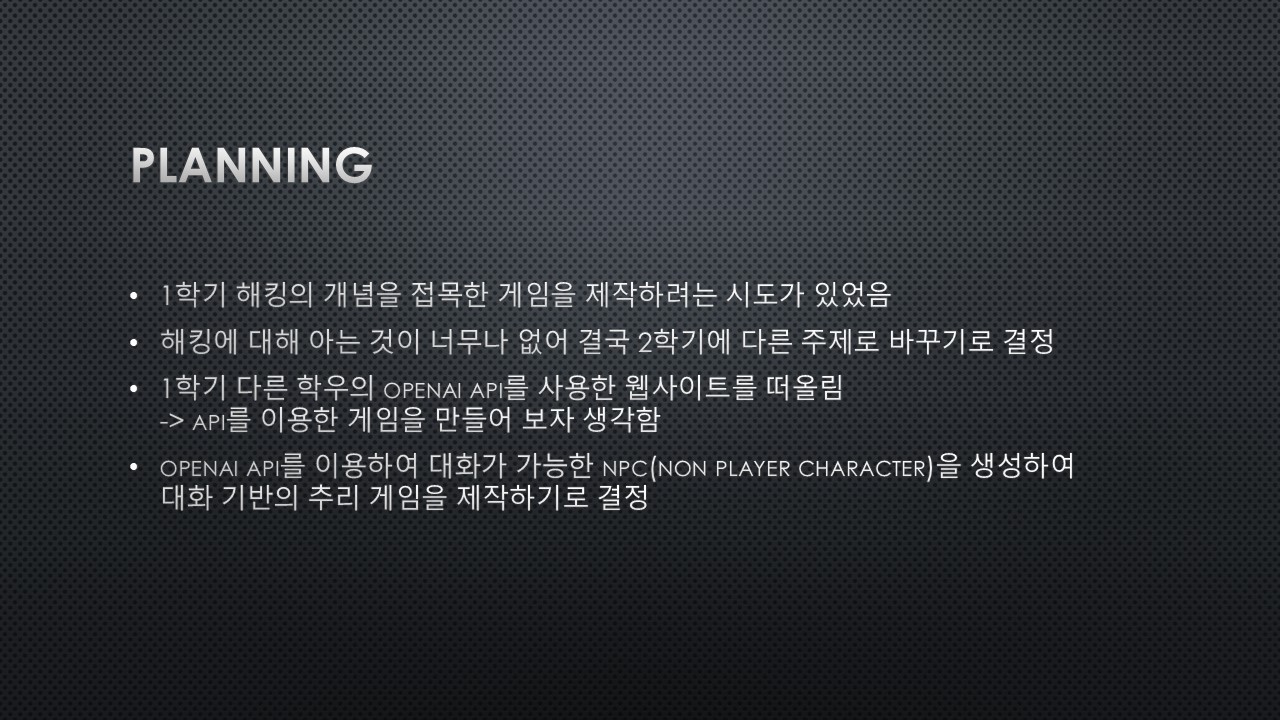 PLANNING
• 1학기 해킹의 개념을 접목한 게임을 제작하려는 시도가 있었음
• 해킹에 대해 아는 것이 너무나 없어 결국 2학기에 다른 주제로 바꾸기로 결정
• 1학기 다른 학우의 OPENAI API를 사용한 웹사이트를 떠올림
-> API를 이용한 게임을 만들어 보자 생각함
• OPENAI API를 이용하여 대화가 가능한 NPC(NON PLAYER CHARACTER)을 생성하여
대화 기반의 추리 게임을 제작하기로 결정